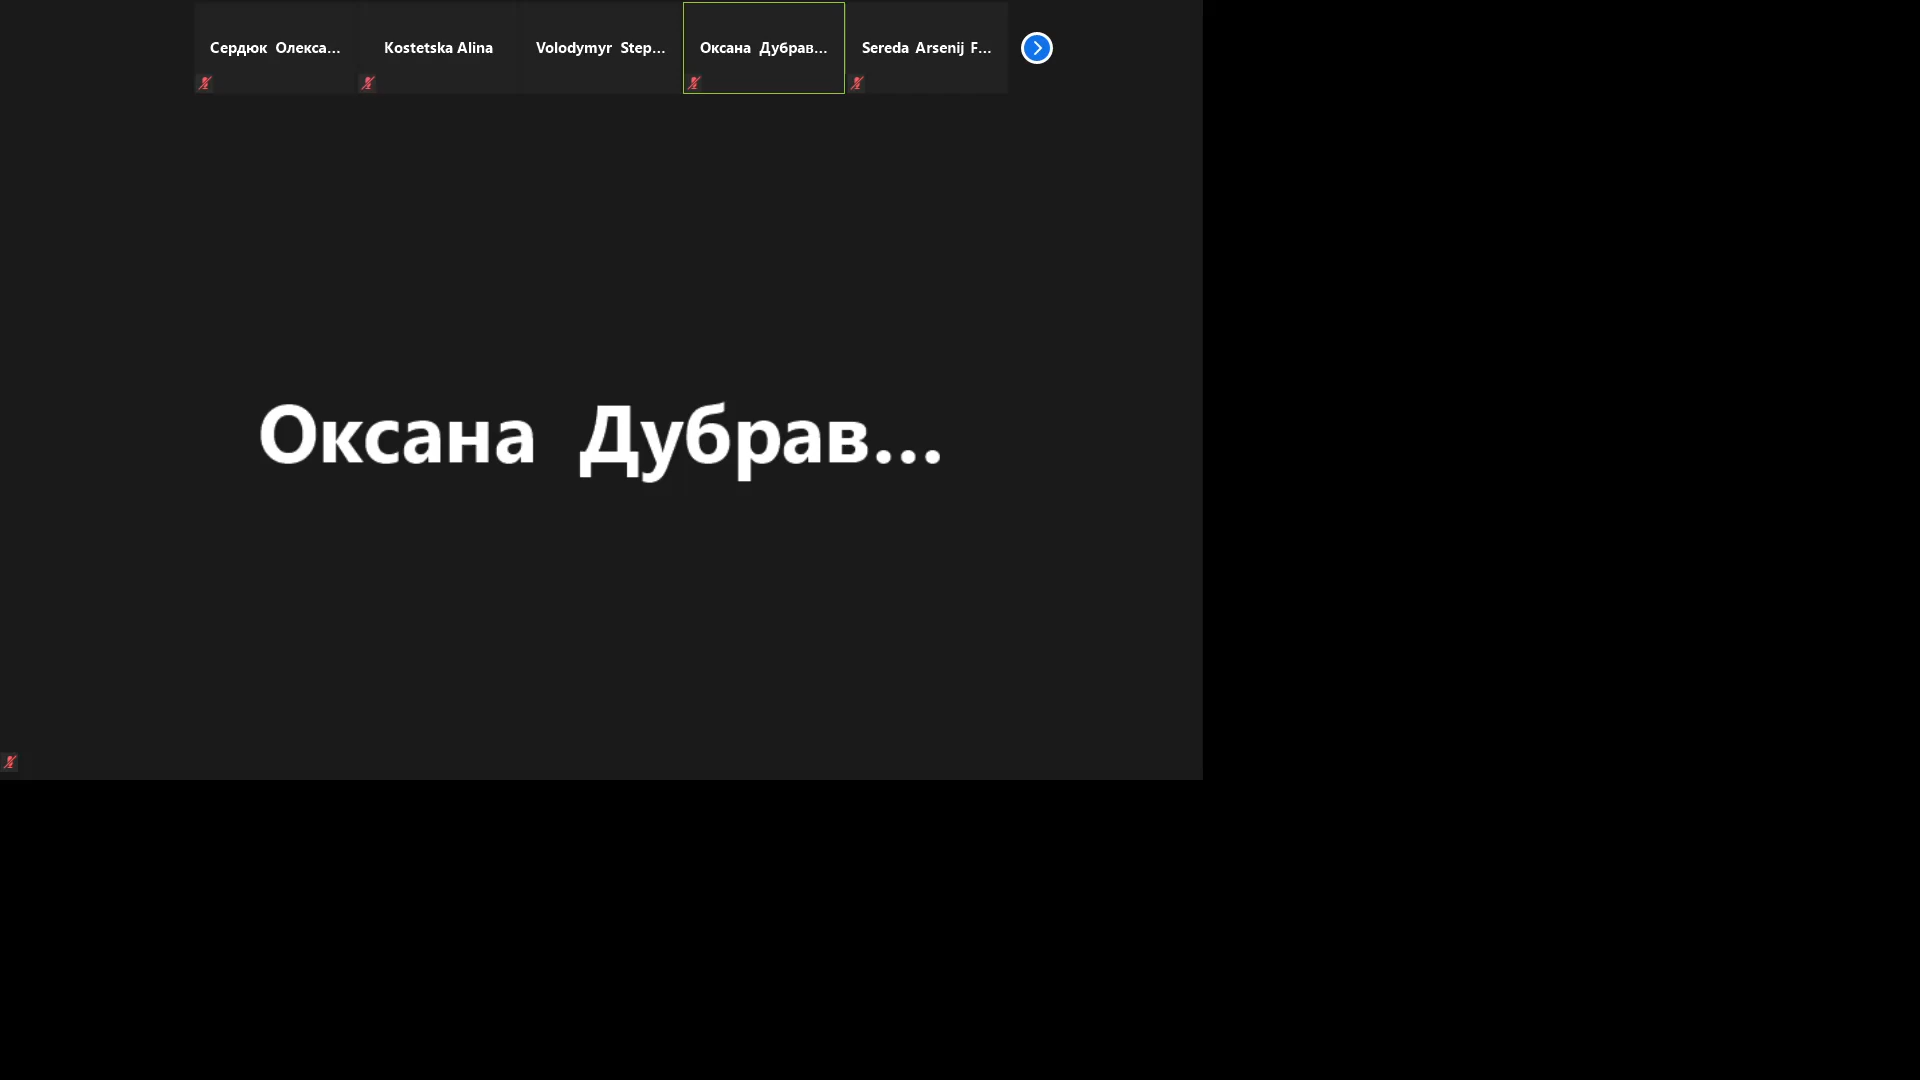 Сердюк Олекса...
Kostetska Alina
Volodymyr Step...
Оксана Дубрав...
Sereda Arsenij F...
Оксана Дубрав...